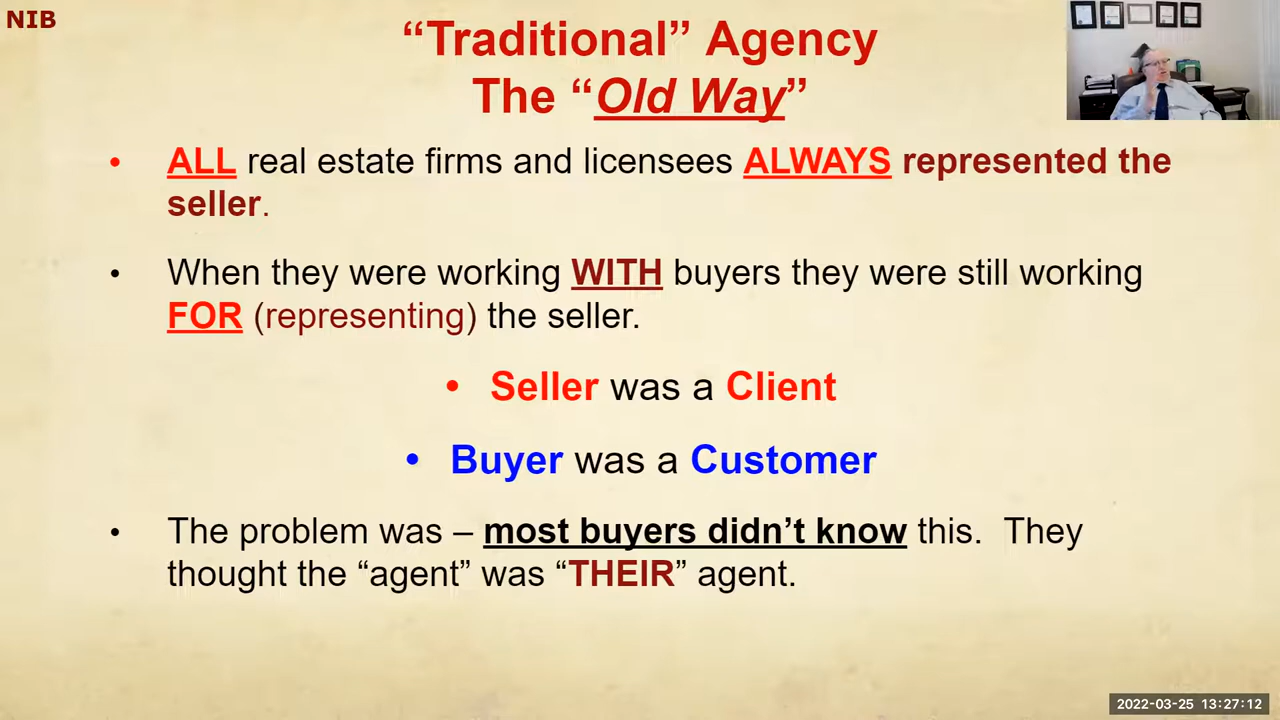 NIB
“Traditional” Agency
The “Old Way”
• ALL real estate firms and licensees ALWAYS represented the
seller.
• When they were working WITH buyers they were still working
FOR (representing) the seller.
• Seller was a Client
• Buyer was a Customer
• The problem was – most buyers didn’t know this. They
thought the “agent” was “THEIR” agent.
2022-03-25 13:27:12